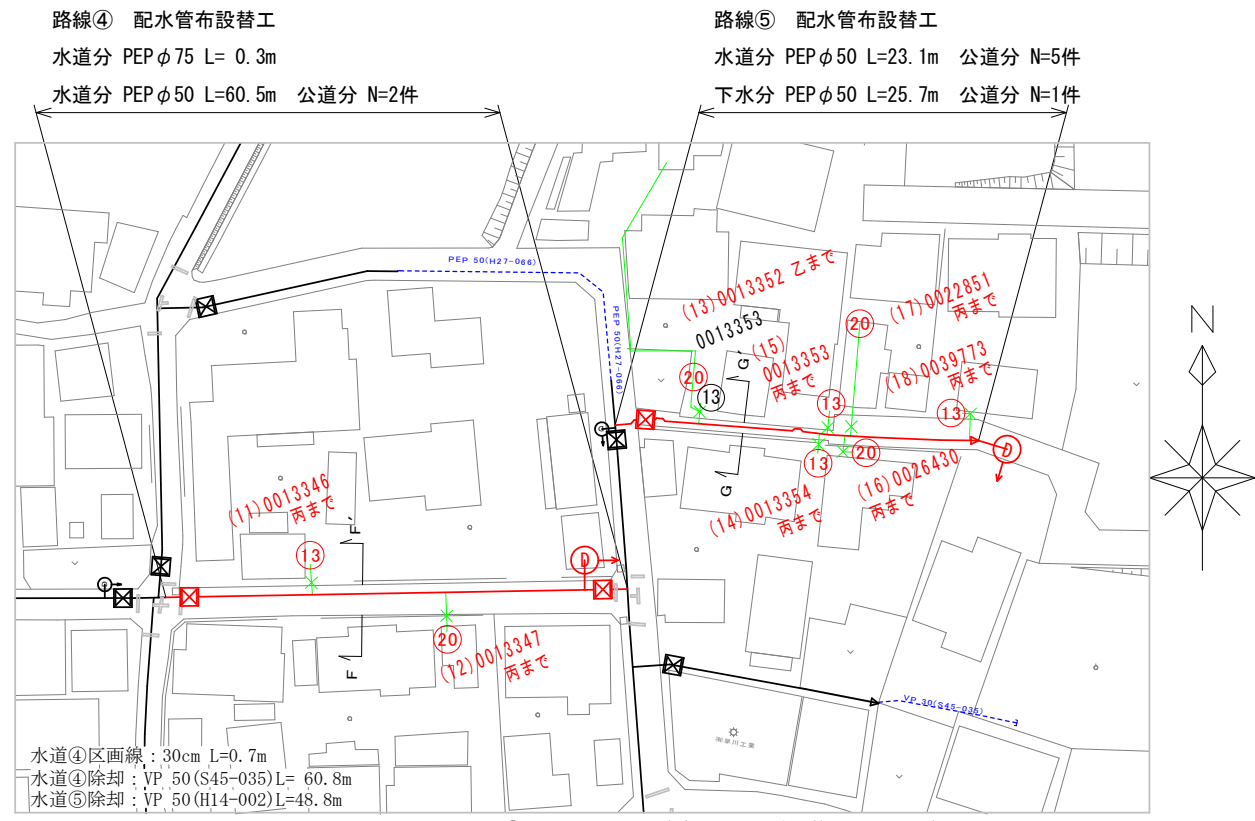 路線④　配水管布設替工
水道分 PEPφ75 L= 0.3m
水道分 PEPφ50 L=60.5m　公道分 N=2件
路線⑤　配水管布設替工
水道分 PEPφ50 L=23.1m　公道分 N=5件
下水分 PEPφ50 L=25.7m　公道分 N=1件
PEP 50(H27-066)
PEP 50(H27-066)
(13)0013352 乙まで
0013353
(15)
0013353
丙まで
(17)0022851
丙まで
(18)0039773
丙まで
20
13
G'
20
13
13
13
20
G
(14)0013354
丙まで
(16)0026430
丙まで
D
N
(11)0013346
丙まで
F'
13
D
20
F
(12)0013347
丙まで
VP 30(S45-035)
水道④区画線：30cm L=0.7m
水道④除却：VP 50(S45-035)L= 60.8m
水道⑤除却：VP 50(H14-002)L=48.8m